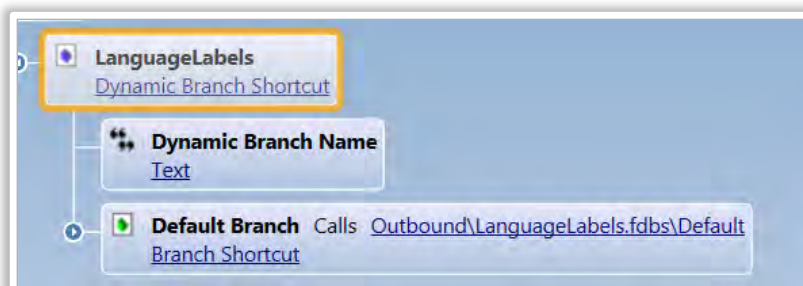 LanguageLabels
Dynamic Branch Shortcut
Dynamic Branch Name
Text
Default Branch Calls Outbound\LanguageLabels.fdbs\Default
Branch Shortcut